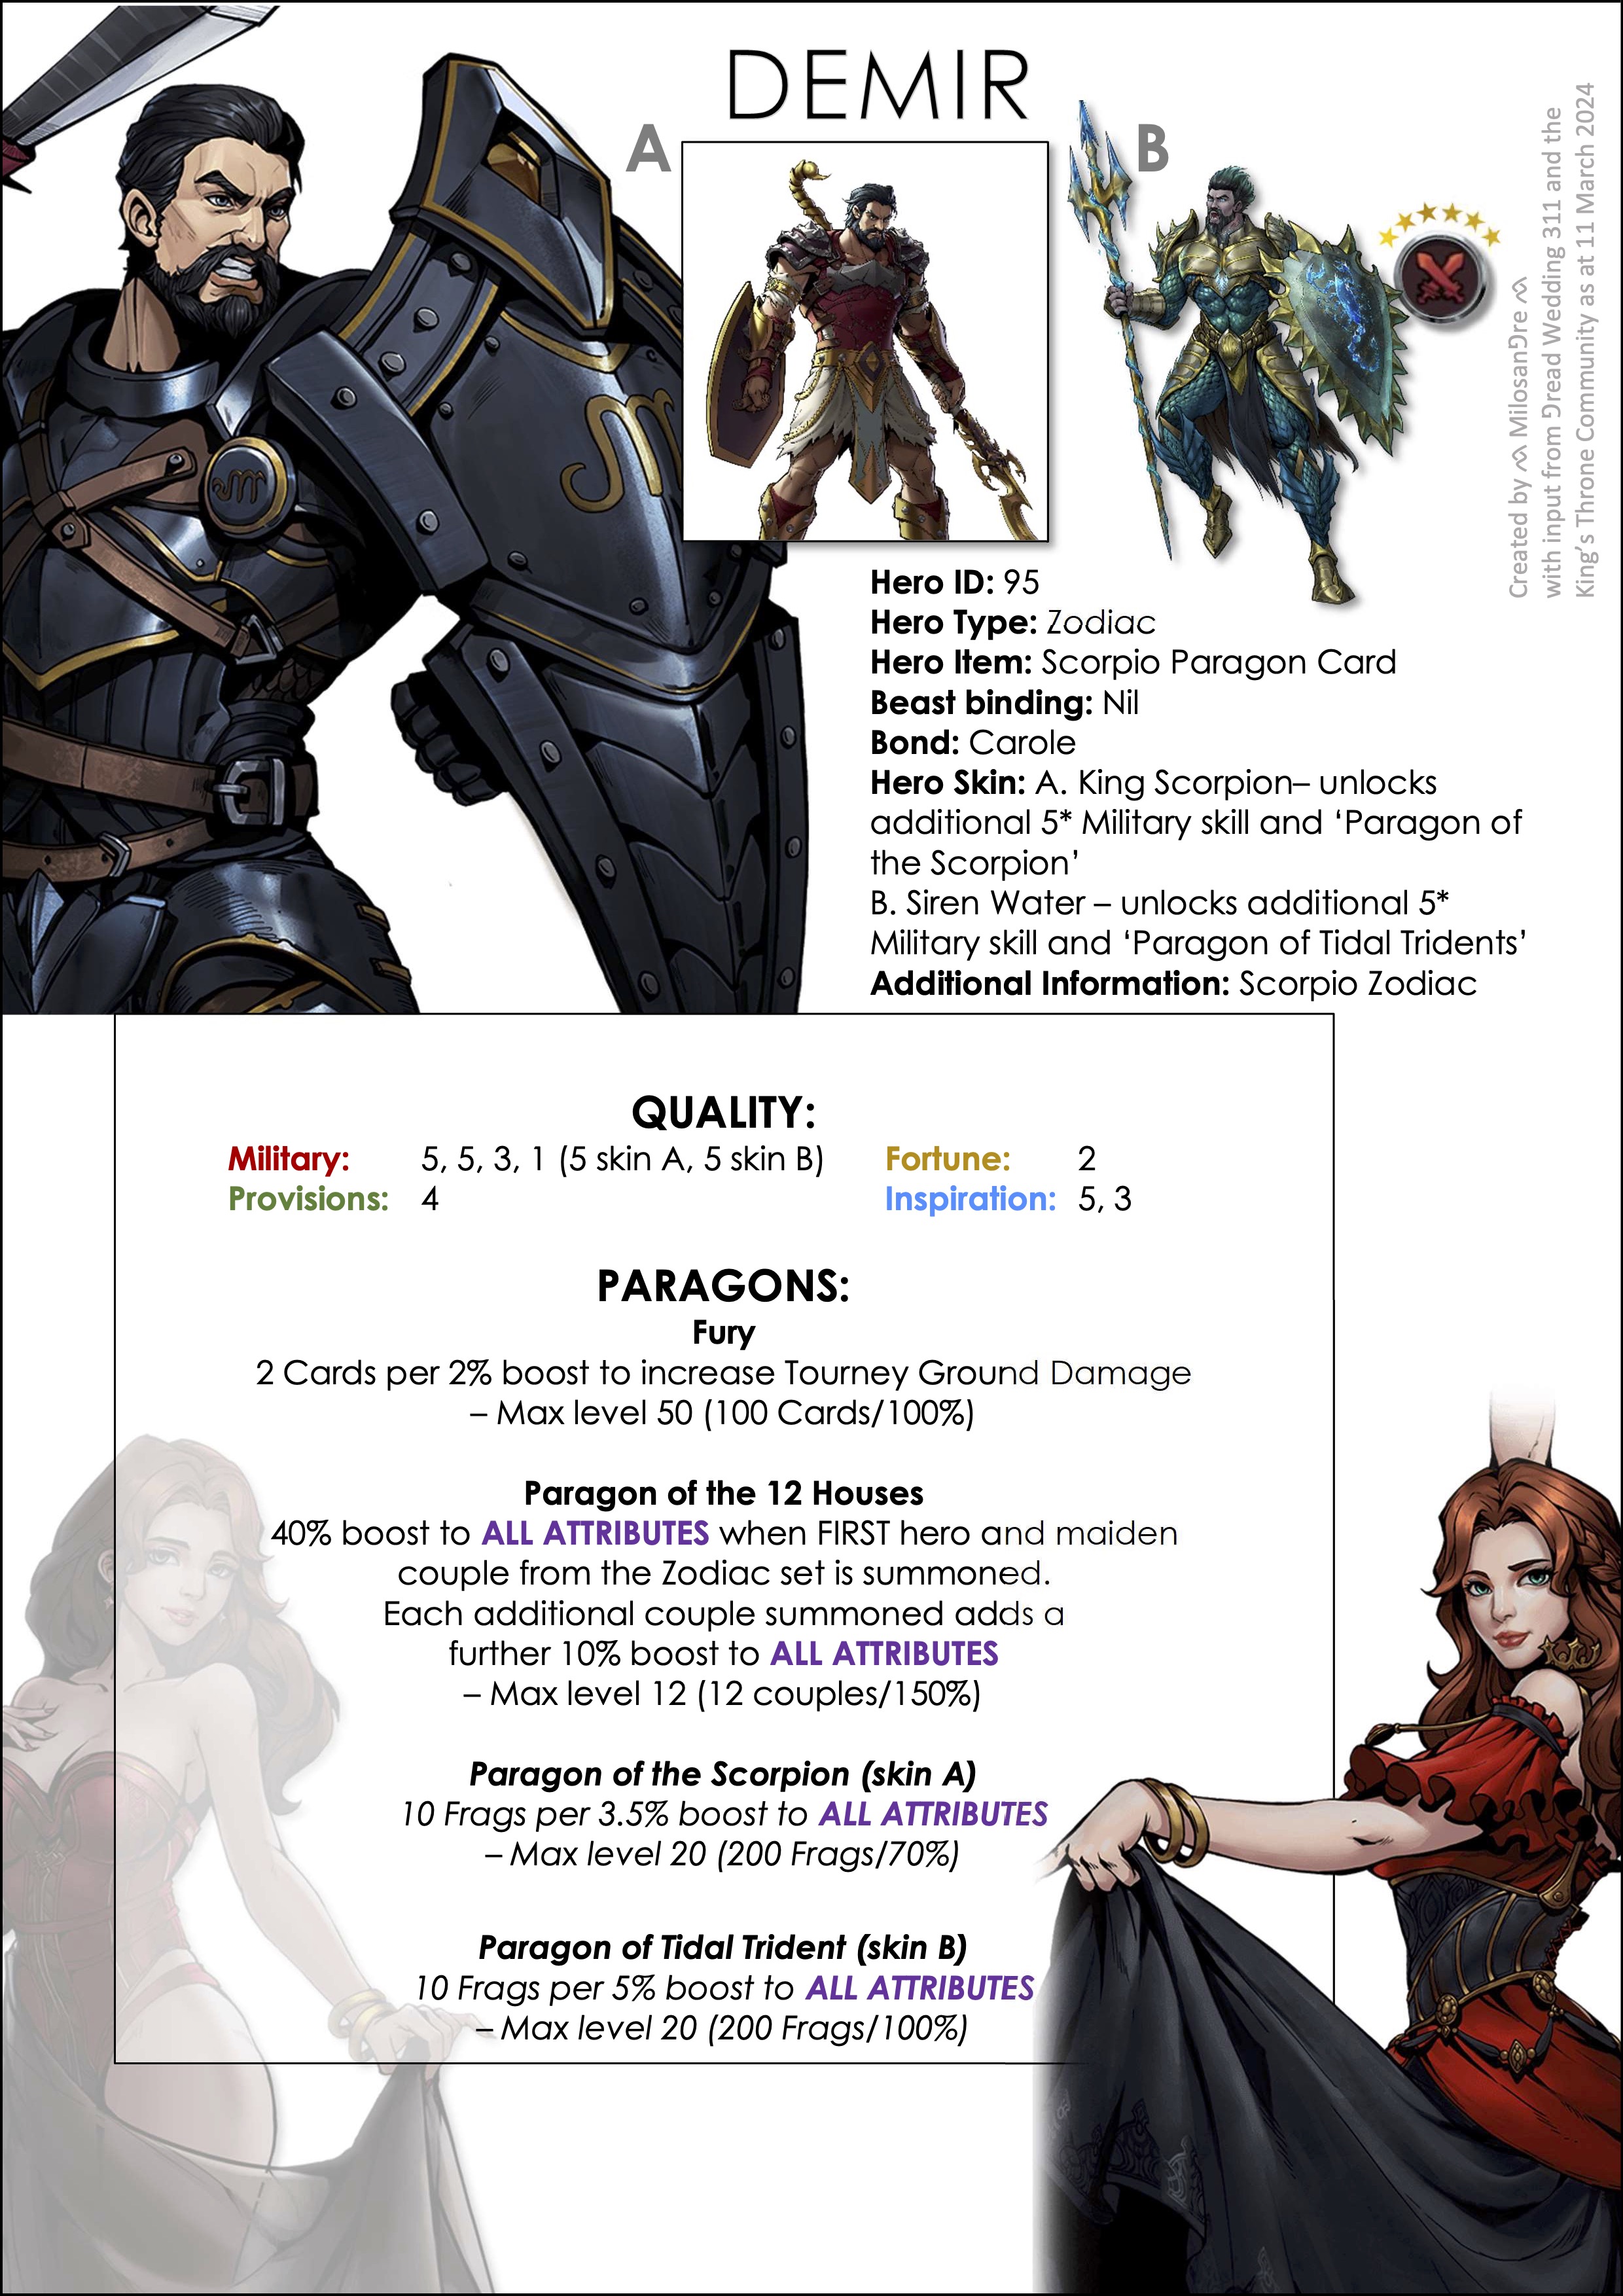 DEMIR
A
B
Created by MilosanDre
with input from Dread Wedding 311 and the
King's Throne Community as at 11 March 2024
Hero ID: 95
Hero Type: Zodiac
Hero Item: Scorpio Paragon Card
Beast binding: Nil
Bond: Carole
Hero Skin: A. King Scorpion– unlocks
additional 5* Military skill and ‘Paragon of
the Scorpion’
B. Siren Water – unlocks additional 5*
Military skill and ‘Paragon of Tidal Tridents’
Additional Information: Scorpio Zodiac
QUALITY:
Military: 5, 5, 3, 1 (5 skin A, 5 skin B) Fortune: 2
Provisions: 4 Inspiration: 5, 3
PARAGONS:
Fury
2 Cards per 2% boost to increase Tourney Ground Damage
– Max level 50 (100 Cards/100%)
Paragon of the 12 Houses
40% boost to ALL ATTRIBUTES when FIRST hero and maiden
couple from the Zodiac set is summoned.
Each additional couple summoned adds a
further 10% boost to ALL ATTRIBUTES
– Max level 12 (12 couples/150%)
Paragon of the Scorpion (skin A)
10 Frags per 3.5% boost to ALL ATTRIBUTES
– Max level 20 (200 Frags/70%)
Paragon of Tidal Trident (skin B)
10 Frags per 5% boost to ALL ATTRIBUTES
– Max level 20 (200 Frags/100%)